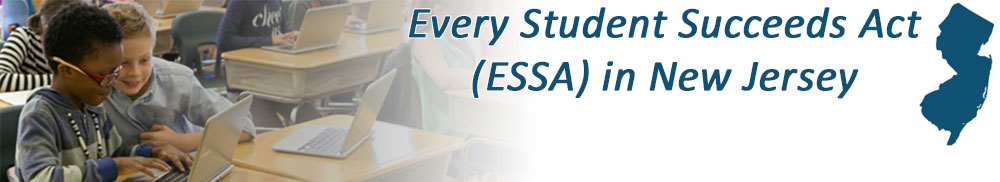 Every Student Succeeds Act
(ESSA) in New Jersey